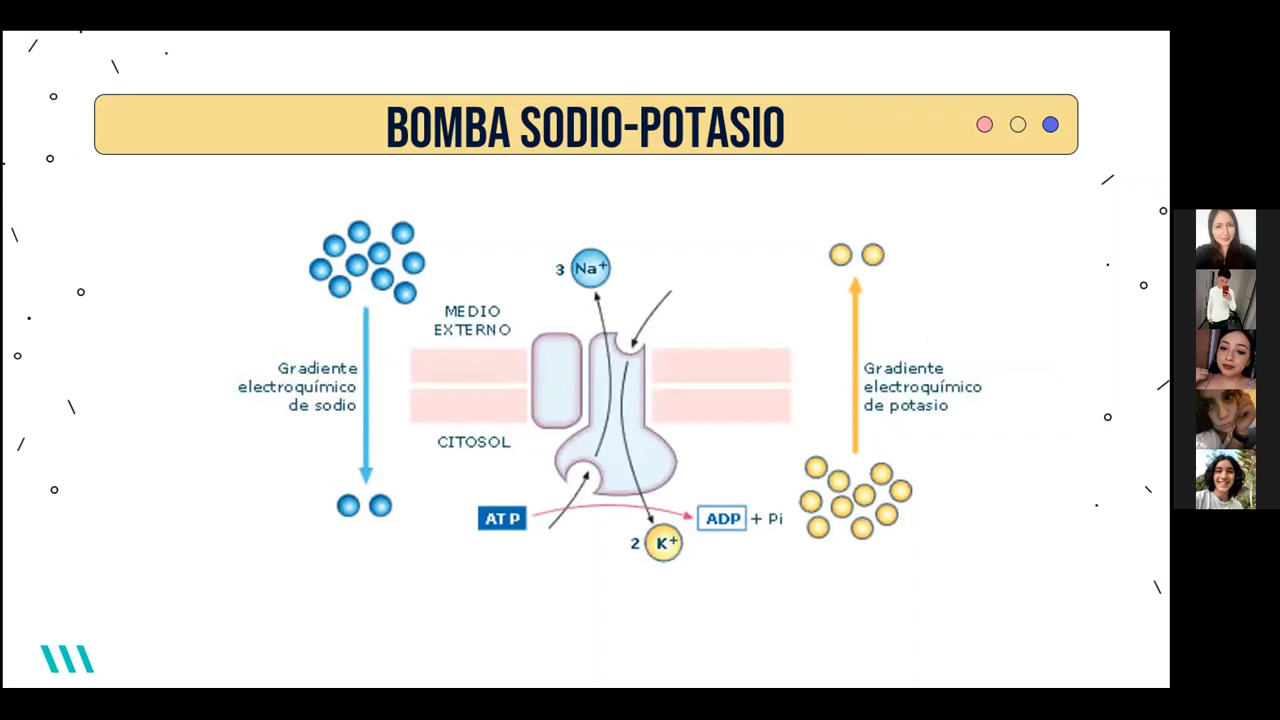 BOMBA SODIO-POTASIO
3 Na+
MEDIO
EXTERNO
Gradiente
electroquímico
de sodio
Gradiente
electroquímico
de potasio
CITOSOL
ATP
ADP + Pi
2 K+